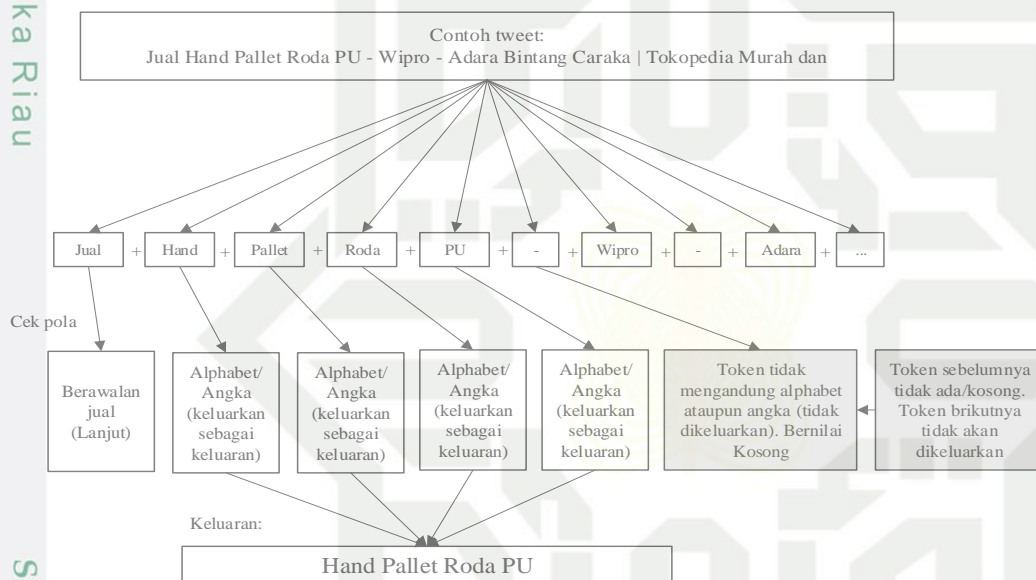 ka Riau
S
Contoh tweet:
Jual Hand Pallet Roda PU - Wipro - Adara Bintang Caraka | Tokopedia Murah dan
Jual + Hand + Pallet + Roda + PU + - + Wipro + - + Adara + ...
Cek pola
Berawalan
jual
(Lanjut)
Alphabet/
Angka
(keluarkan
sebagai
keluaran)
Alphabet/
Angka
(keluarkan
sebagai
keluaran)
Alphabet/
Angka
(keluarkan
sebagai
keluaran)
Alphabet/
Angka
(keluarkan
sebagai
keluaran)
Token tidak
mengandung alphabet
ataupun angka (tidak
dikeluarkan). Bernilai
Kosong
Token sebelumnya
tidak ada/kosong.
Token brikutnya
tidak akan
dikeluarkan
Keluaran:
Hand Pallet Roda PU